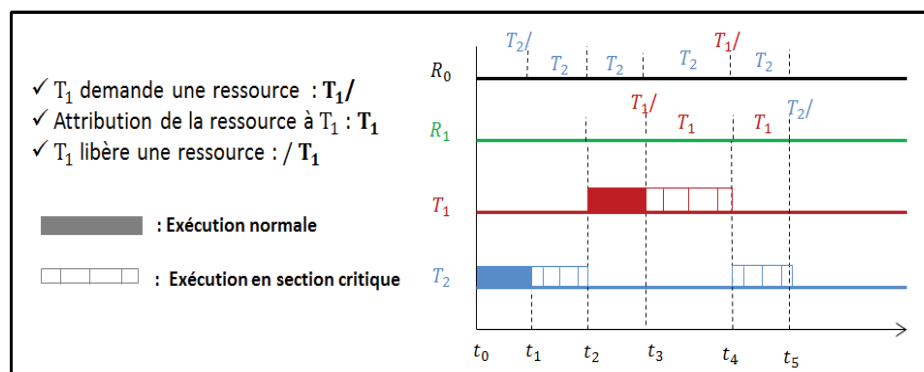 ✓ T₁ demande une ressource : T₁/
✓ Attribution de la ressource à T₁ : T₁
✓ T₁ libère une ressource : / T₁
: Exécution normale
: Exécution en section critique
T₂/ T₁/
T₂ T₂ T₂ T₂
R₀
T₁/ T₂/
T₁ T₁
R₁
T₁
T₂
t₀ t₁ t₂ t₃ t₄ t₅